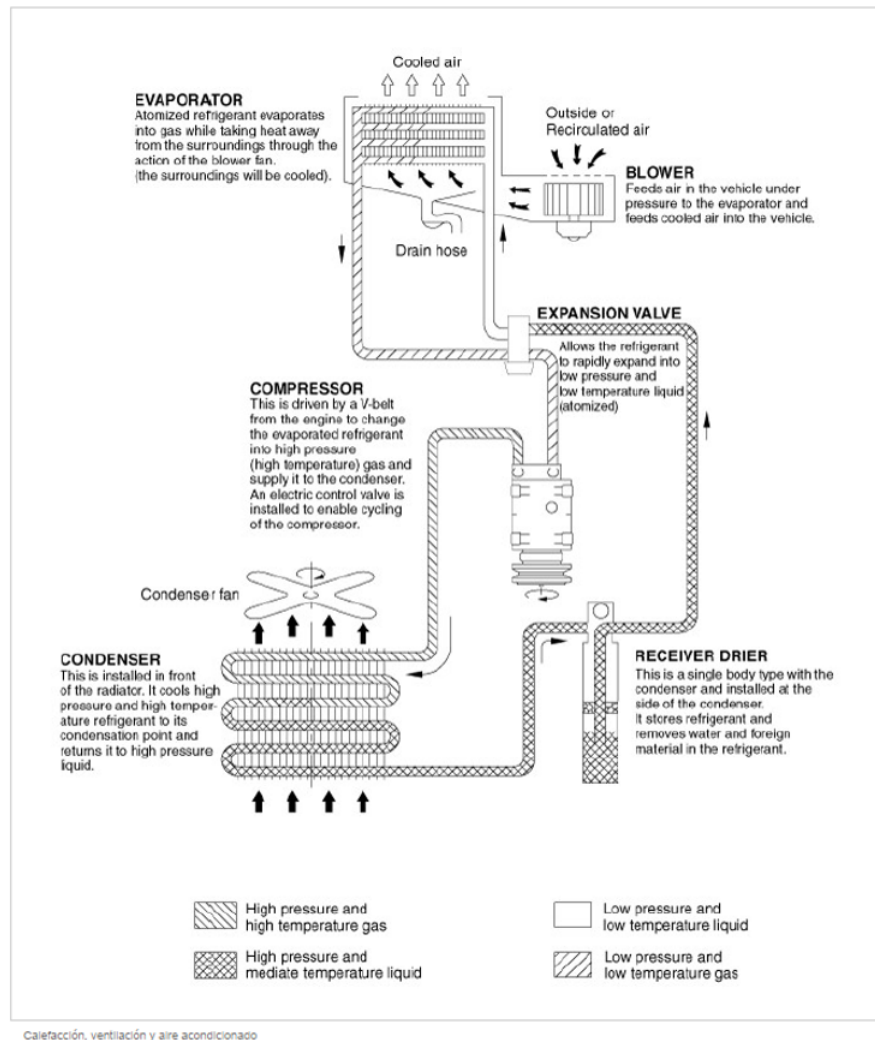 Cooled air
EVAPORATOR
Atomized refrigerant evaporates
into gas while taking heat away
from the surroundings through the
action of the blower fan.
(the surroundings will be cooled).
Outside or
Recirculated air
BLOWER
Feeds air in the vehicle under
pressure to the evaporator and
feeds cooled air into the vehicle.
Drain hose
EXPANSION VALVE
Allows the refrigerant
to rapidly expand into
low pressure and
low temperature liquid
(atomized)
COMPRESSOR
This is driven by a V-belt
from the engine to change
the evaporated refrigerant
into high pressure
(high temperature) gas and
supply it to the condenser.
An electric control valve is
installed to enable cycling
of the compressor.
Condenser fan
CONDENSER
This is installed in front
of the radiator. It cools high
pressure and high temper-
ature refrigerant to its
condensation point and
returns it to high pressure
liquid.
RECEIVER DRIER
This is a single body type with the
condenser and installed at the
side of the condenser.
It stores refrigerant and
removes water and foreign
material in the refrigerant.
High pressure and
high temperature gas
High pressure and
mediate temperature liquid
Low pressure and
low temperature liquid
Low pressure and
low temperature gas
Calefacción, ventilación y aire acondicionado